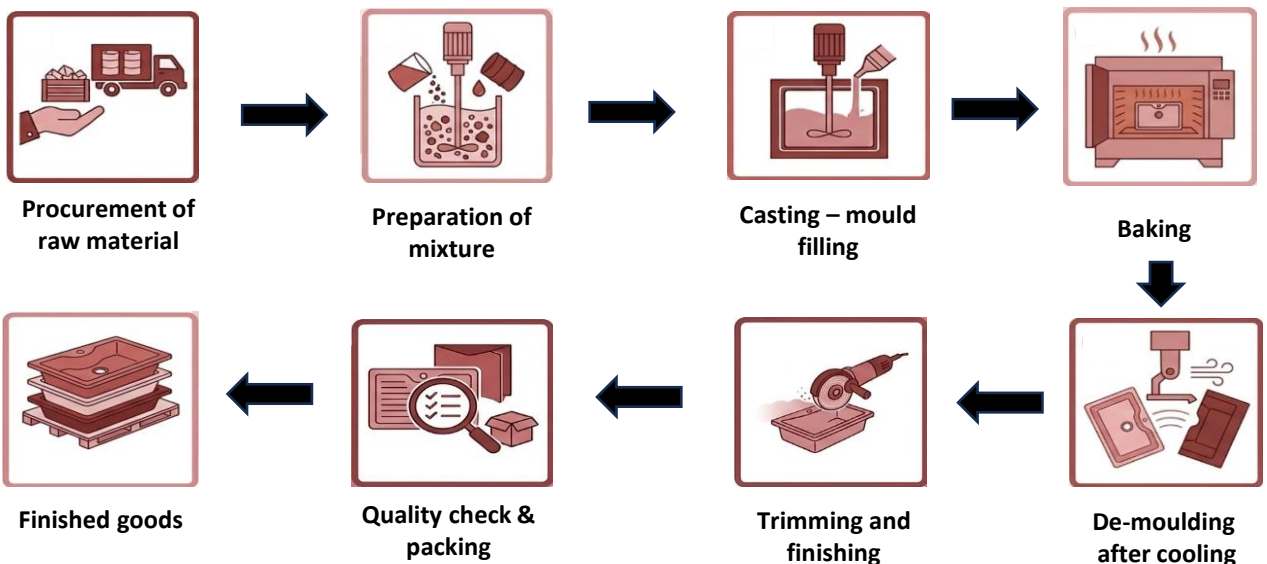 Procurement of
raw material
Preparation of
mixture
Casting – mould
filling
Baking
De-moulding
after cooling
Trimming and
finishing
Quality check &
packing
Finished goods